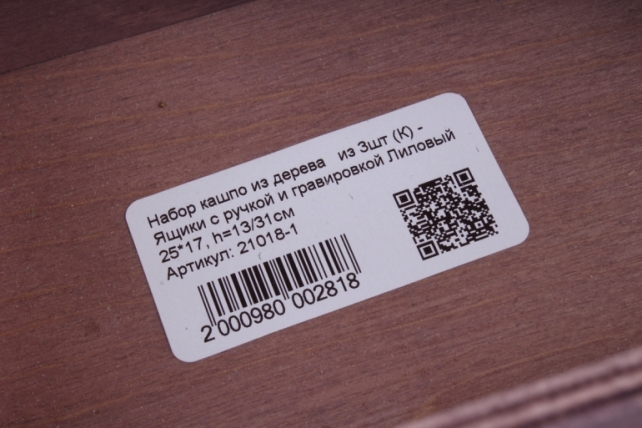 Набор кашпо из дерева из 3шт (К) -
Ящики с ручкой и гравировкой Лиловый
25*17, h=13/31см
Артикул: 21018-1
2 000980 002818